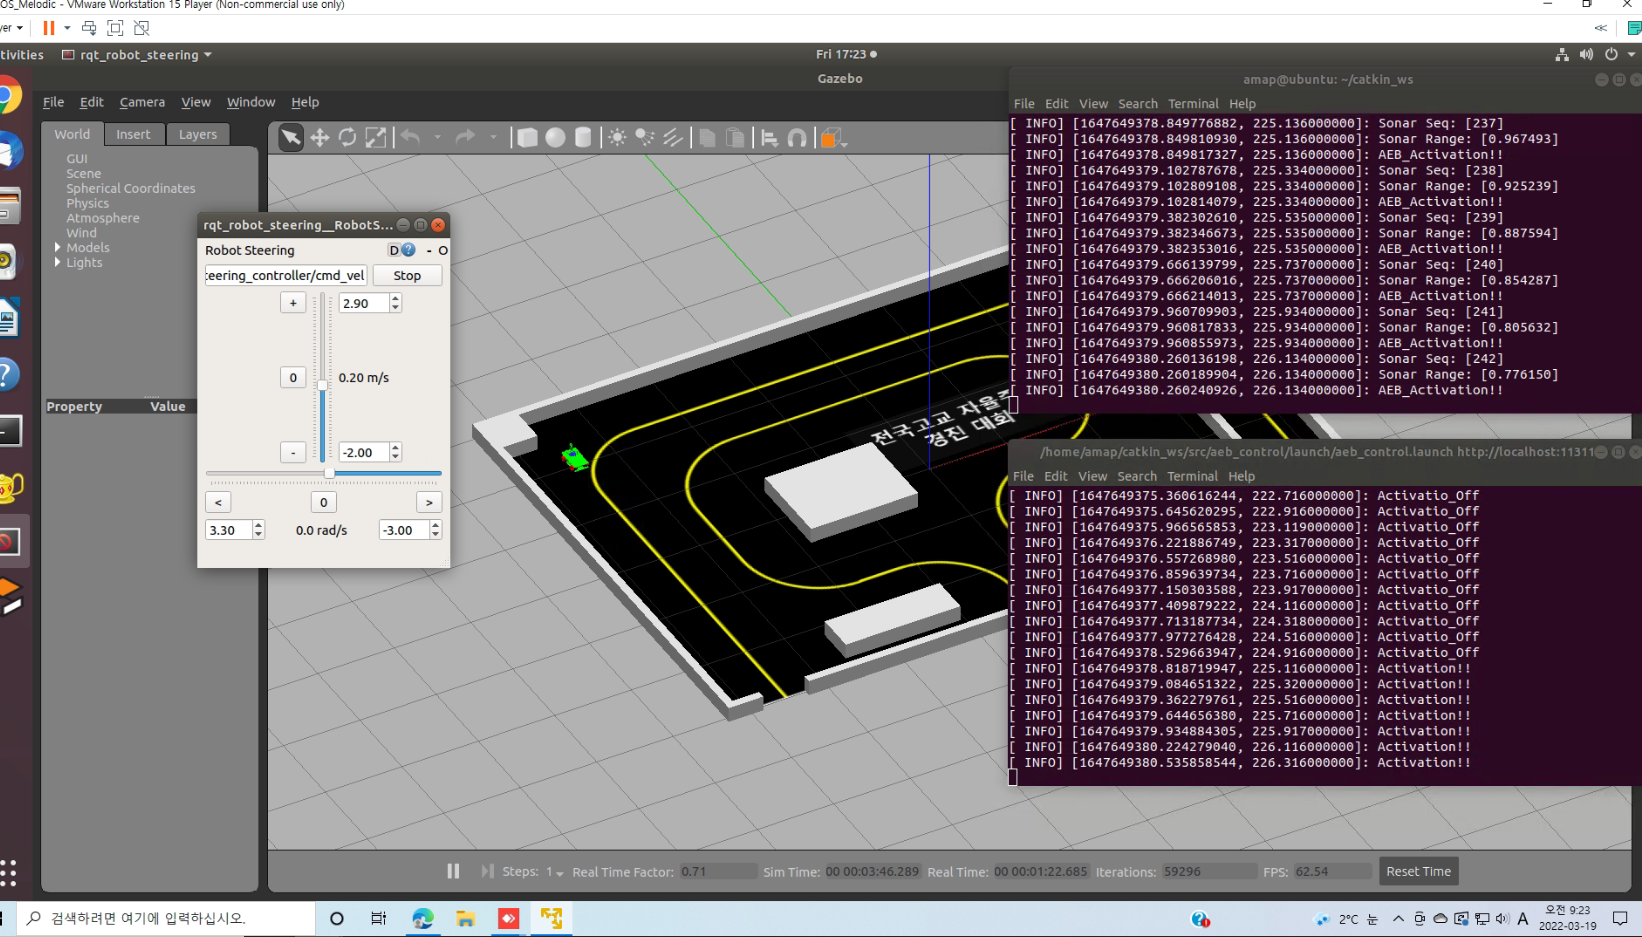 OS_Melodic - VMware Workstation 15 Player (Non-commercial use only)
yer
tivities
rqt_robot_steering
Fri 17:23
Gazebo
File Edit Camera View Window Help
World Insert Layers
GUI
Scene
Spherical Coordinates
Physics
Atmosphere
Wind
Models
Lights
Property Value
rqt_robot_steering__RobotS...
Robot Steering
D ? - O
:eering_controller/cmd_vel Stop
+ 2.90
0 0.20 m/s
- -2.00
< 0 >
3.30 0.0 rad/s -3.00
전국고교 자율주
경진 대회
amap@ubuntu: ~/catkin_ws
File Edit View Search Terminal Help
[ INFO] [1647649378.849776882, 225.136000000]: Sonar Seq: [237]
[ INFO] [1647649378.849810930, 225.136000000]: Sonar Range: [0.967493]
[ INFO] [1647649378.849817327, 225.136000000]: AEB_Activation!!
[ INFO] [1647649379.102787678, 225.334000000]: Sonar Seq: [238]
[ INFO] [1647649379.102809108, 225.334000000]: Sonar Range: [0.925239]
[ INFO] [1647649379.102814079, 225.334000000]: AEB_Activation!!
[ INFO] [1647649379.382302610, 225.535000000]: Sonar Seq: [239]
[ INFO] [1647649379.382346673, 225.535000000]: Sonar Range: [0.887594]
[ INFO] [1647649379.382353016, 225.535000000]: AEB_Activation!!
[ INFO] [1647649379.666139799, 225.737000000]: Sonar Seq: [240]
[ INFO] [1647649379.666206016, 225.737000000]: Sonar Range: [0.854287]
[ INFO] [1647649379.666214013, 225.737000000]: AEB_Activation!!
[ INFO] [1647649379.960709903, 225.934000000]: Sonar Seq: [241]
[ INFO] [1647649379.960817833, 225.934000000]: Sonar Range: [0.805632]
[ INFO] [1647649379.960855973, 225.934000000]: AEB_Activation!!
[ INFO] [1647649380.260136198, 226.134000000]: Sonar Seq: [242]
[ INFO] [1647649380.260189904, 226.134000000]: Sonar Range: [0.776150]
[ INFO] [1647649380.260240926, 226.134000000]: AEB_Activation!!
/home/amap/catkin_ws/src/aeb_control/launch/aeb_control.launch http://localhost:11311
File Edit View Search Terminal Help
[ INFO] [1647649375.360616244, 222.716000000]: Activatio_Off
[ INFO] [1647649375.645620295, 222.916000000]: Activatio_Off
[ INFO] [1647649375.966565853, 223.119000000]: Activatio_Off
[ INFO] [1647649376.221886749, 223.317000000]: Activatio_Off
[ INFO] [1647649376.557268980, 223.516000000]: Activatio_Off
[ INFO] [1647649376.859639734, 223.716000000]: Activatio_Off
[ INFO] [1647649377.150303588, 223.917000000]: Activatio_Off
[ INFO] [1647649377.409879222, 224.116000000]: Activatio_Off
[ INFO] [1647649377.713187734, 224.318000000]: Activatio_Off
[ INFO] [1647649377.977276428, 224.516000000]: Activatio_Off
[ INFO] [1647649378.529663947, 224.916000000]: Activatio_Off
[ INFO] [1647649378.818719947, 225.116000000]: Activation!!
[ INFO] [1647649379.084651322, 225.320000000]: Activation!!
[ INFO] [1647649379.362279761, 225.516000000]: Activation!!
[ INFO] [1647649379.644656380, 225.716000000]: Activation!!
[ INFO] [1647649379.934884305, 225.917000000]: Activation!!
[ INFO] [1647649380.224279040, 226.116000000]: Activation!!
[ INFO] [1647649380.535858544, 226.316000000]: Activation!!
Steps: 1 Real Time Factor: 0.71 Sim Time: 00 00:03:46.289 Real Time: 00 00:01:22.685 Iterations: 59296 FPS: 62.54 Reset Time
검색하려면 여기에 입력하십시오.
2°C 눈
A
오전 9:23
2022-03-19